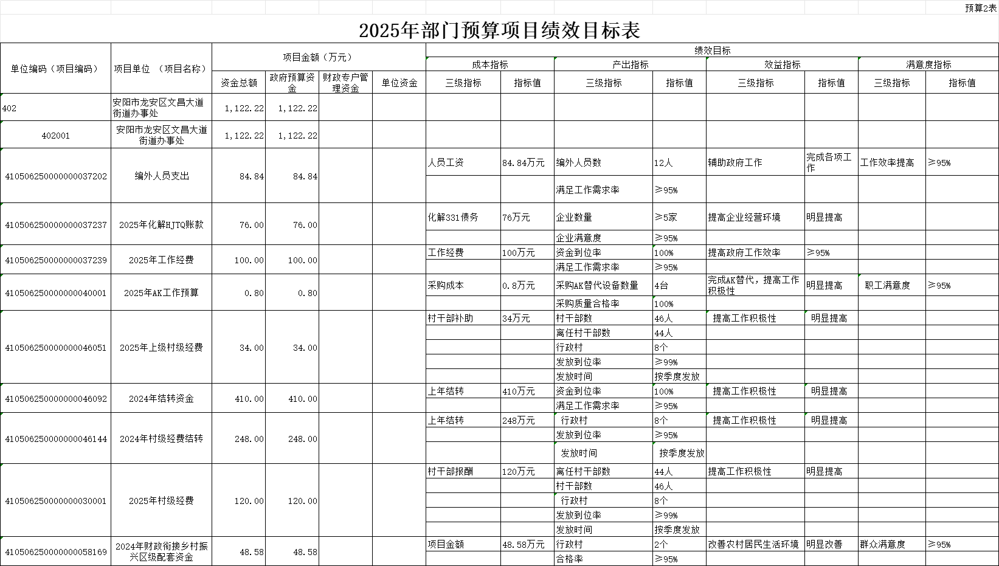 预算2表
2025年部门预算项目绩效目标表
单位编码（项目编码） 项目单位 （项目名称） 项目金额（万元） 绩效目标
成本指标 产出指标 效益指标 满意度指标
资金总额 政府预算资金 财政专户管理资金 单位资金 三级指标 指标值 三级指标 指标值 三级指标 指标值 三级指标 指标值
402 安阳市龙安区文昌大道街道办事处 1,122.22 1,122.22
402001 安阳市龙安区文昌大道街道办事处 1,122.22 1,122.22
410506250000000037202 编外人员支出 84.84 84.84 人员工资 84.84万元 编外人员数 12人 辅助政府工作 完成各项工作 工作效率提高 ≥95%
满足工作需求率 ≥95%
410506250000000037237 2025年化解HJTQ账款 76.00 76.00 化解331债务 76万元 企业数量 ≥5家 提高企业经营环境 明显提高
企业满意度 ≥95%
410506250000000037239 2025年工作经费 100.00 100.00 工作经费 100万元 资金到位率 100% 提高政府工作效率 ≥95%
满足工作需求率 ≥95%
410506250000000040001 2025年AK工作预算 0.80 0.80 采购成本 0.8万元 采购AK替代设备数量 4台 完成AK替代，提高工作积极性 明显提高 职工满意度 ≥95%
采购质量合格率 100%
410506250000000046051 2025年上级村级经费 34.00 34.00 村干部补助 34万元 村干部数 46人 提高工作积极性 明显提高
离任村干部数 44人
行政村 8个
发放到位率 ≥99%
发放时间 按季度发放
410506250000000046092 2024年结转资金 410.00 410.00 上年结转 410万元 资金到位率 100% 提高工作积极性 明显提高
满足工作需求率 ≥95%
410506250000000046144 2024年村级经费结转 248.00 248.00 上年结转 248万元 行政村 8个 提高工作积极性 明显提高
发放到位率 ≥95%
发放时间 按季度发放
410506250000000030001 2025年村级经费 120.00 120.00 村干部报酬 120万元 离任村干部数 44人 提高工作积极性 明显提高
村干部数 46人
行政村 8个
发放到位率 ≥99%
发放时间 按季度发放
410506250000000058169 2024年财政衔接乡村振兴区级配套资金 48.58 48.58 项目金额 48.58万元 行政村 2个 改善农村居民生活环境 明显改善 群众满意度 ≥95%
合格率 ≥95%